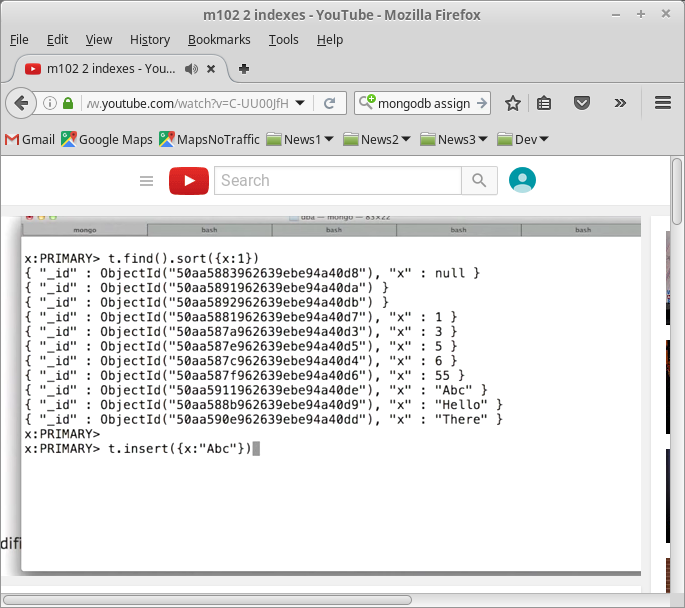 m102 2 indexes - YouTube - Mozilla Firefox
File Edit View History Bookmarks Tools Help
m102 2 indexes - You...
.youtube.com/watch?v=C-UU00JfH
mongodb assign
Gmail Google Maps MapsNoTraffic News1 News2 News3 Dev
Search
dba — mongo — 83×22
mongo bash bash bash bash
x:PRIMARY> t.find().sort({x:1})
{ "_id" : ObjectId("50aa5883962639ebe94a40d8"), "x" : null }
{ "_id" : ObjectId("50aa5891962639ebe94a40da") }
{ "_id" : ObjectId("50aa5892962639ebe94a40db") }
{ "_id" : ObjectId("50aa5881962639ebe94a40d7"), "x" : 1 }
{ "_id" : ObjectId("50aa587a962639ebe94a40d3"), "x" : 3 }
{ "_id" : ObjectId("50aa587e962639ebe94a40d5"), "x" : 5 }
{ "_id" : ObjectId("50aa587c962639ebe94a40d4"), "x" : 6 }
{ "_id" : ObjectId("50aa587f962639ebe94a40d6"), "x" : 55 }
{ "_id" : ObjectId("50aa5911962639ebe94a40de"), "x" : "Abc" }
{ "_id" : ObjectId("50aa588b962639ebe94a40d9"), "x" : "Hello" }
{ "_id" : ObjectId("50aa590e962639ebe94a40dd"), "x" : "There" }
x:PRIMARY>
x:PRIMARY> t.insert({x:"Abc"})
difi